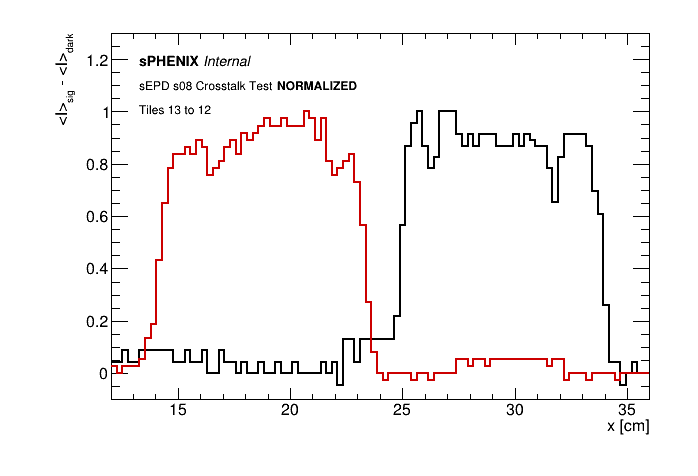 <I>sig - <I>dark
sPHENIX Internal
sEPD s08 Crosstalk Test NORMALIZED
Tiles 13 to 12
1.2
1
0.8
0.6
0.4
0.2
0
15 20 25 30 35
x [cm]